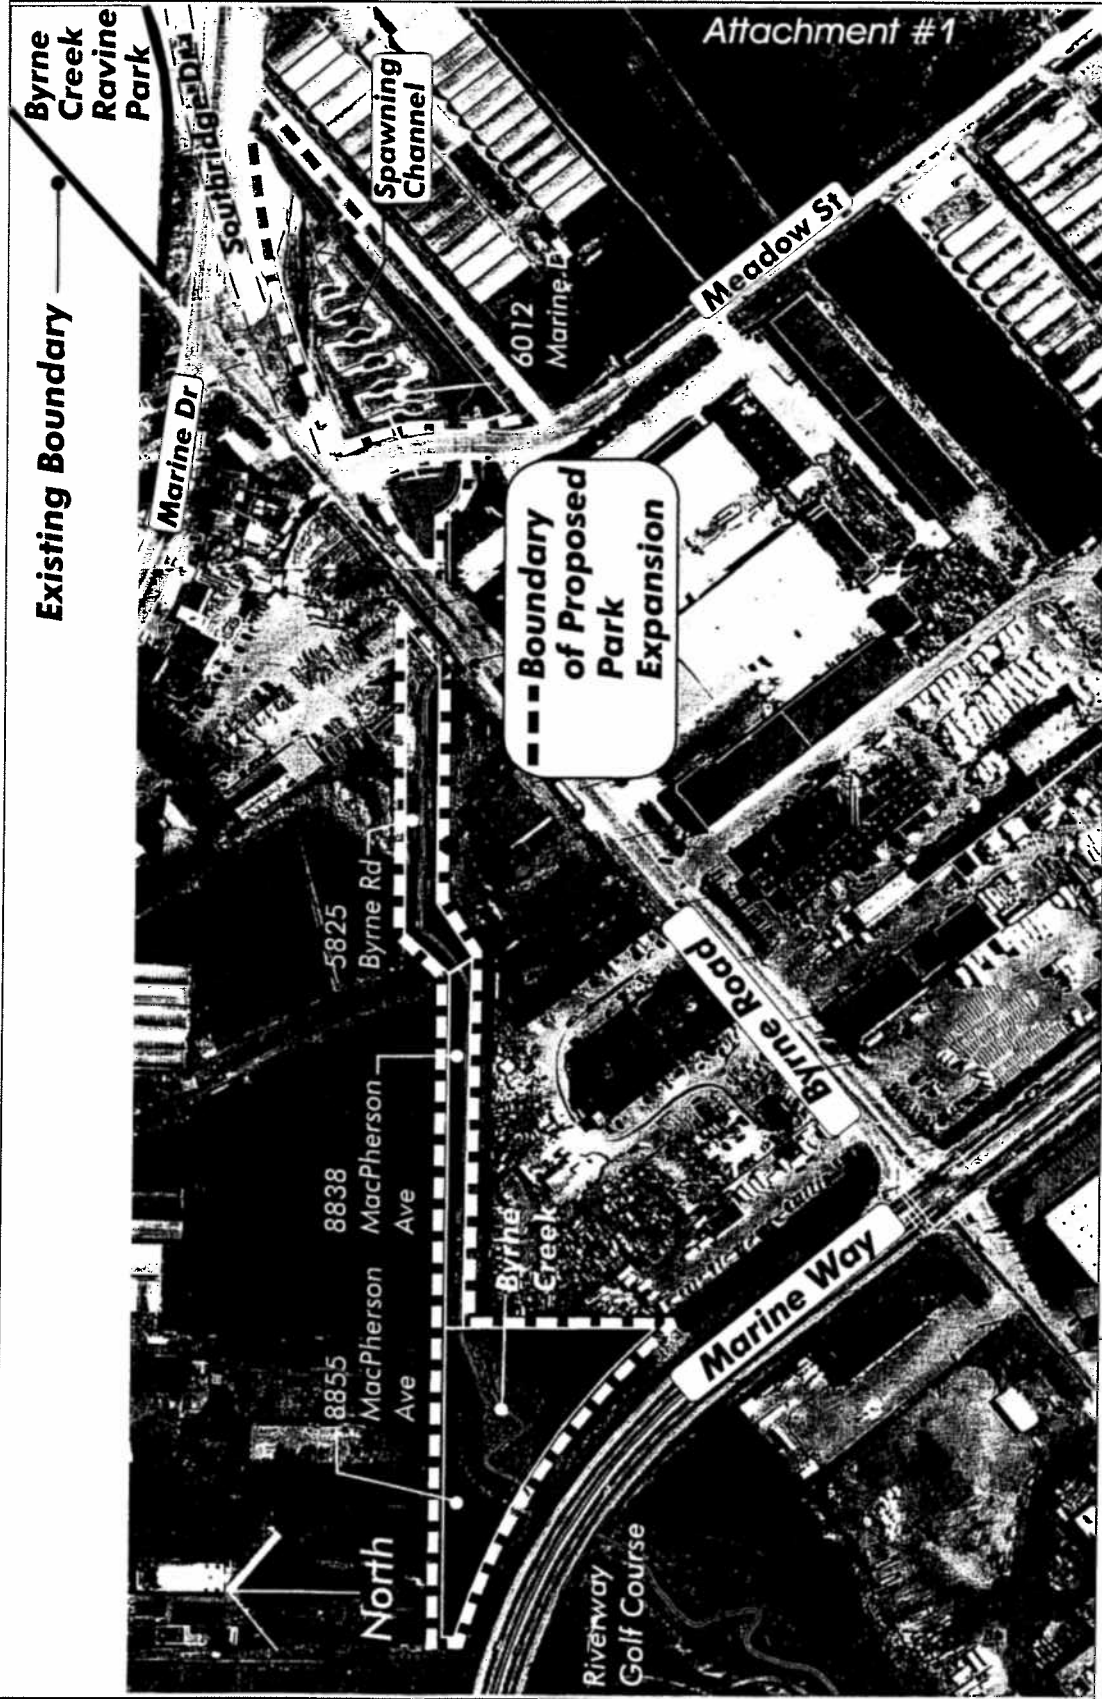 Attachment #1
Byrne
Creek
Ravine
Park
Existing Boundary
Southbridge Dr
Marine Dr
Spawning
Channel
6012
Marine Dr
Meadow St
Boundary
of Proposed
Park
Expansion
5825
Byrne Rd
8838
MacPherson
Ave
8855
MacPherson
Ave
Byrne
Creek
Byrne Road
Marine Way
North
Riverway
Golf Course